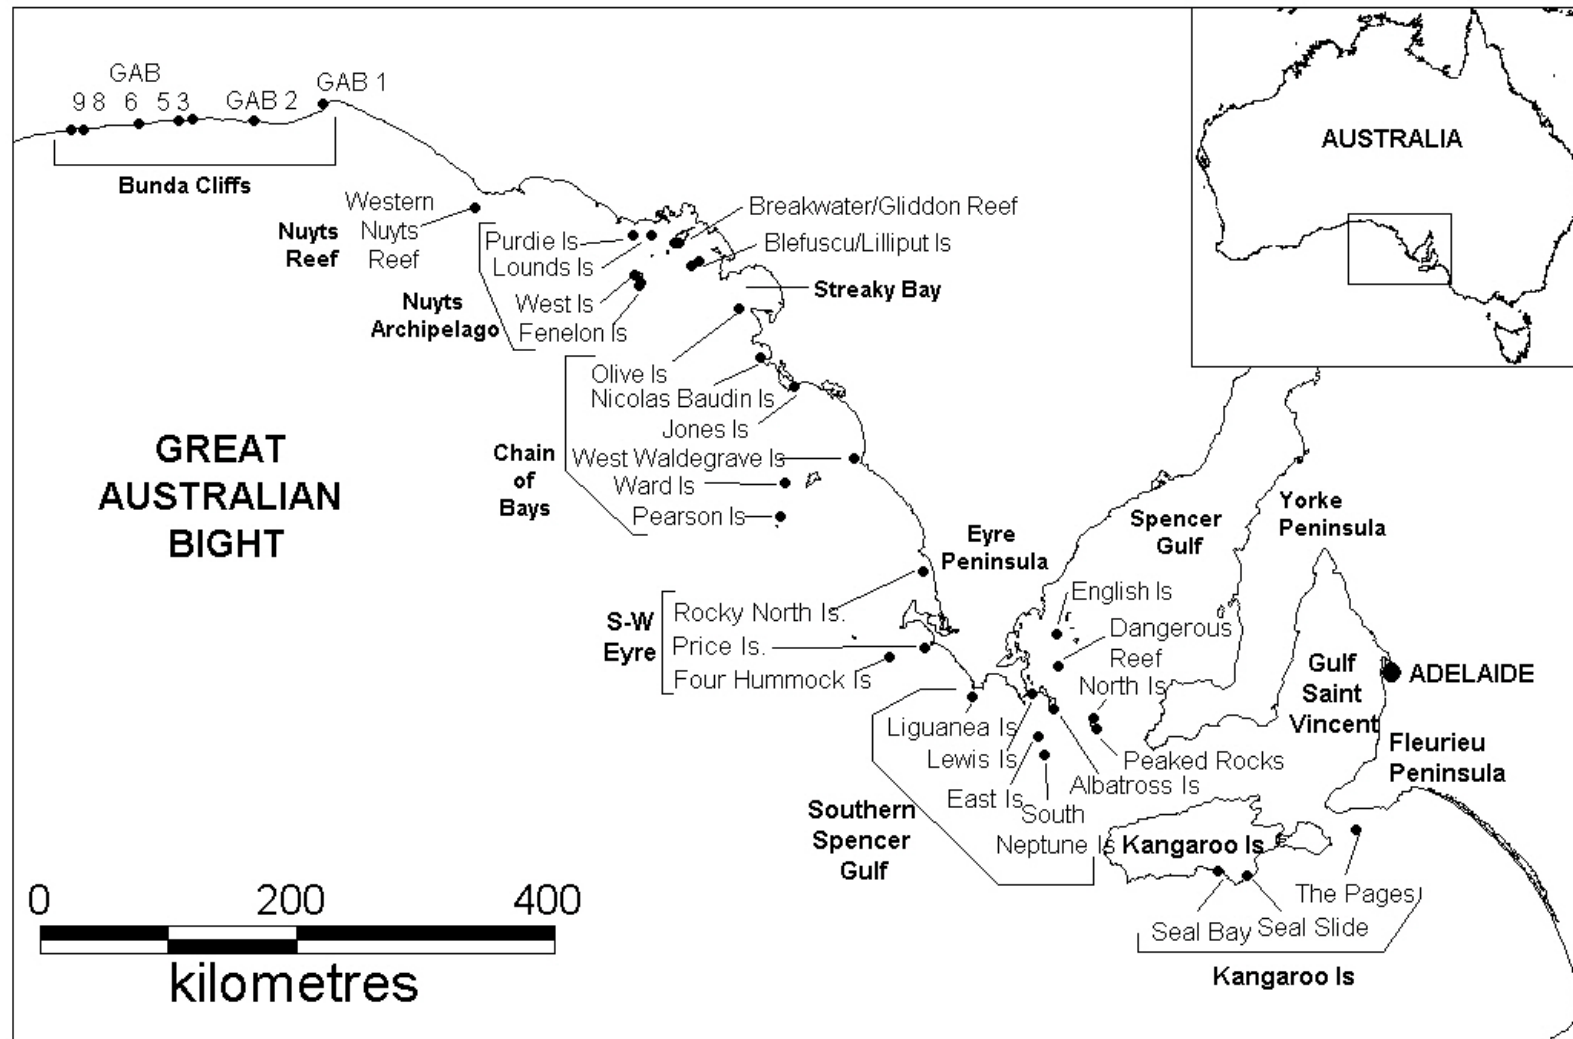 GAB
9 8 6 5 3
GAB 2
GAB 1
Bunda Cliffs
AUSTRALIA
Western
Nuyts
Reef
Nuyts
Reef
Breakwater/Gliddon Reef
Purdie Is
Blefuscu/Lilliput Is
Lounds Is
Streaky Bay
West Is
Nuyts
Archipelago
Fenelon Is
Olive Is
Nicolas Baudin Is
Jones Is
GREAT
AUSTRALIAN
BIGHT
Chain
of
Bays
West Waldegrave Is
Ward Is
Pearson Is
Eyre
Peninsula
Spencer
Gulf
Yorke
Peninsula
S-W
Eyre
Rocky North Is.
Price Is.
Four Hummock Is
English Is
Dangerous
Reef
North Is
Gulf
Saint
Vincent
ADELAIDE
Liguanea Is
Lewis Is
East Is
South
Neptune Is
Peaked Rocks
Albatross Is
Fleurieu
Peninsula
Southern
Spencer
Gulf
Kangaroo Is
The Pages
Seal Bay
Seal Slide
Kangaroo Is
0 200 400
kilometres